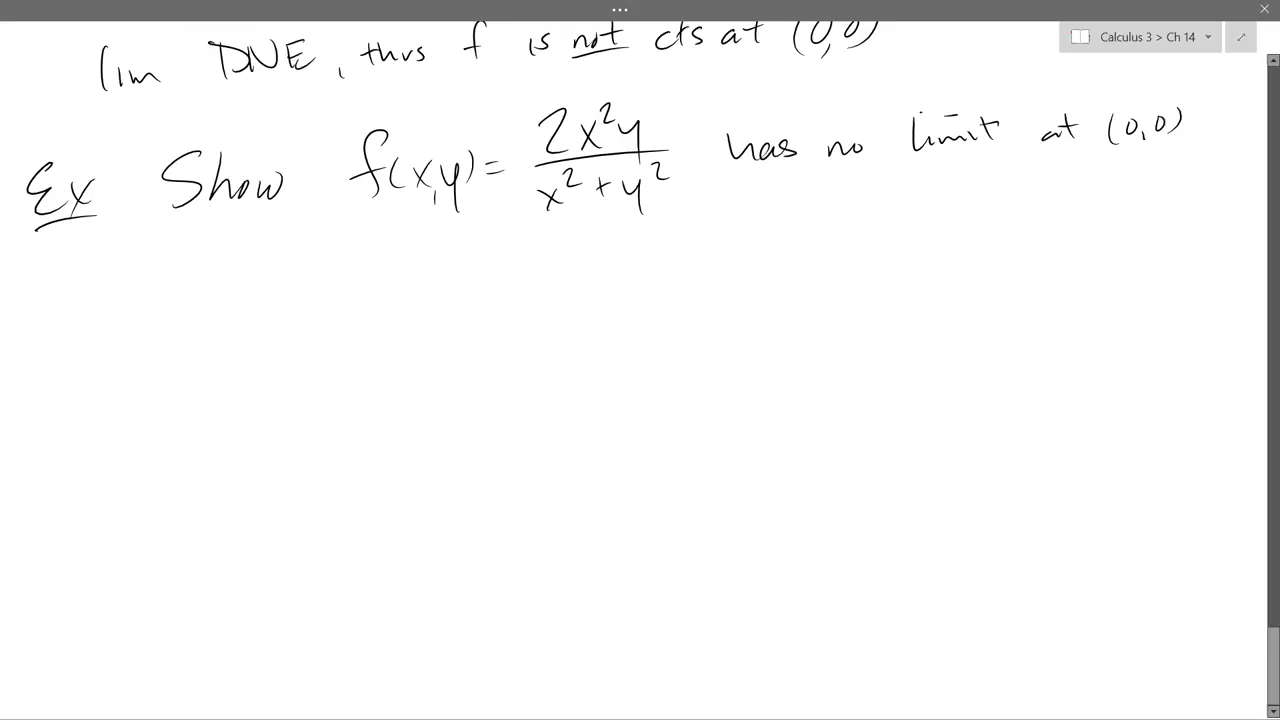 Calculus 3 > Ch 14
lim DNE, thus f is not cts at (0,0)
Ex Show f(x,y) = 2x²y / x² + y² has no limit at (0,0)